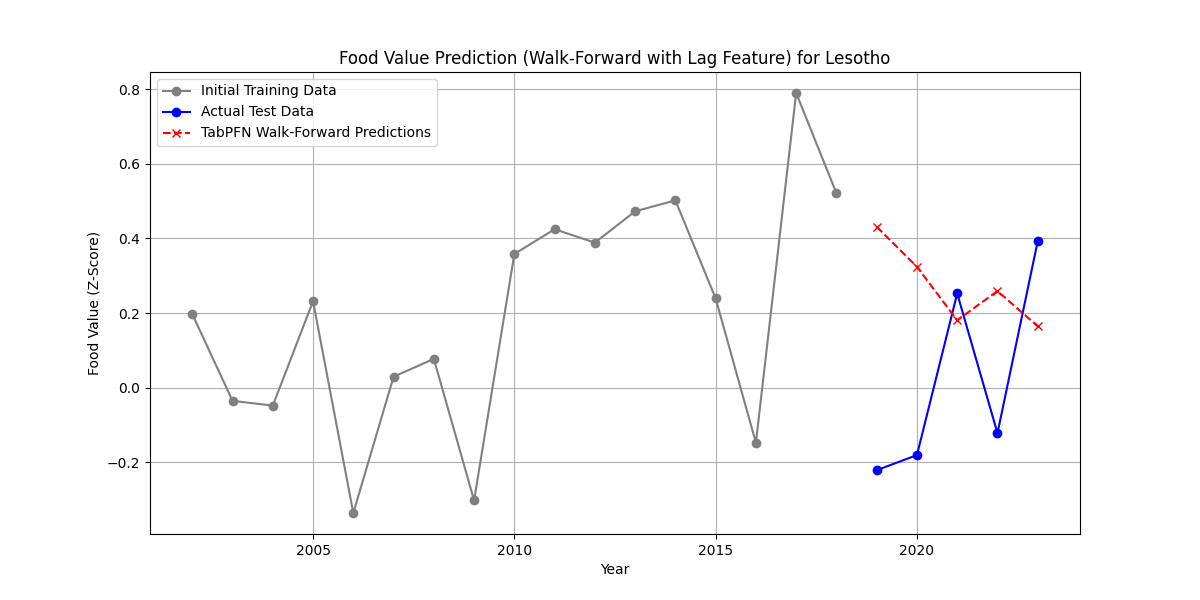 Food Value Prediction (Walk-Forward with Lag Feature) for Lesotho
Initial Training Data
Actual Test Data
TabPFN Walk-Forward Predictions
Food Value (Z-Score)
0.8
0.6
0.4
0.2
0.0
−0.2
2005 2010 2015 2020
Year